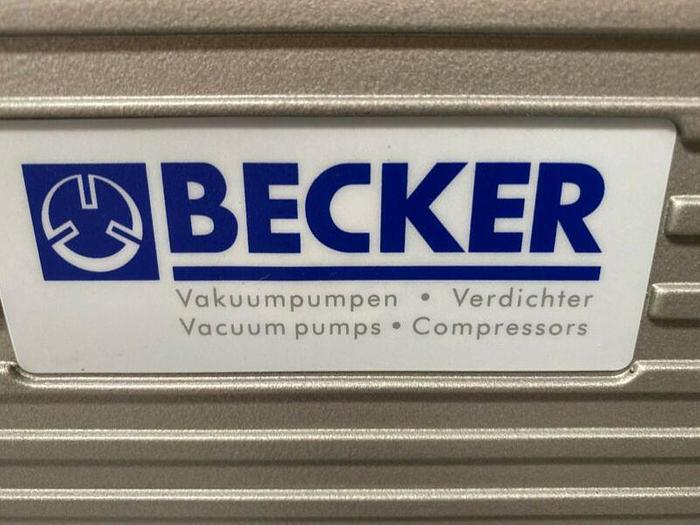 BECKER
Vakuumpumpen • Verdichter
Vacuum pumps • Compressors